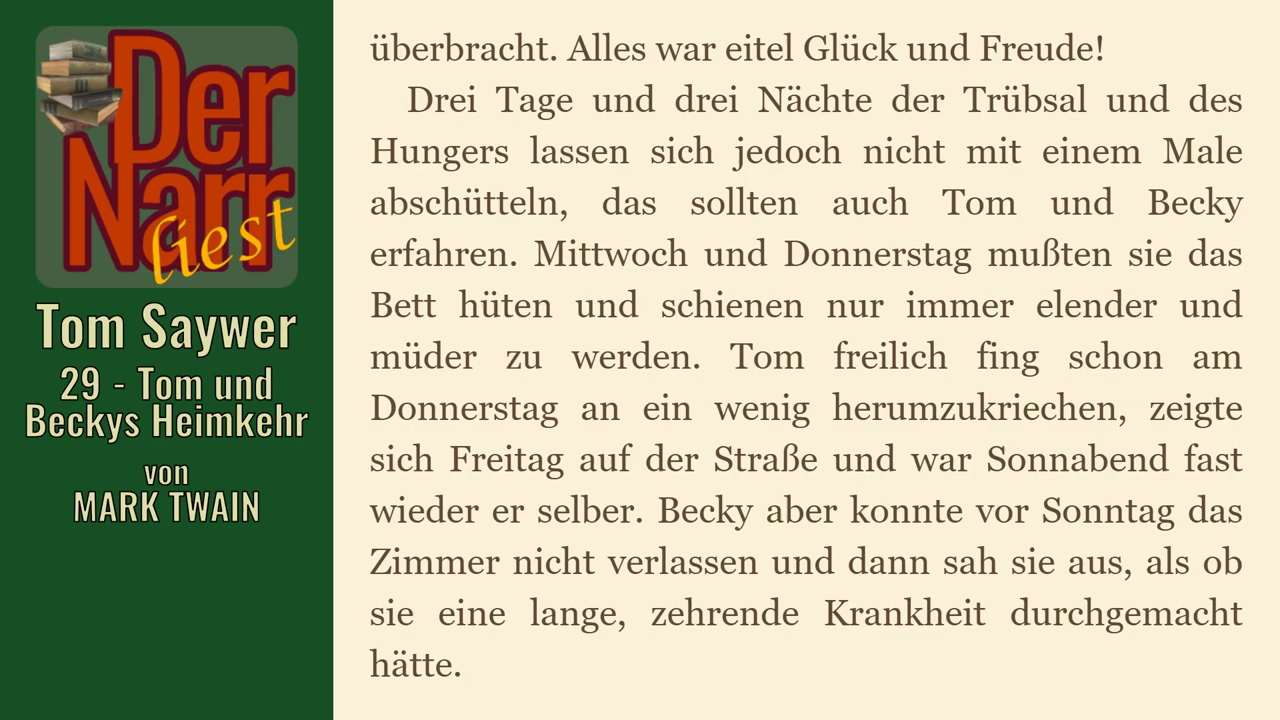 Der
Narr
liest
Tom Saywer
29 - Tom und
Beckys Heimkehr
von
MARK TWAIN
überbracht. Alles war eitel Glück und Freude!
Drei Tage und drei Nächte der Trübsal und des
Hungers lassen sich jedoch nicht mit einem Male
abschütteln, das sollten auch Tom und Becky
erfahren. Mittwoch und Donnerstag mußten sie das
Bett hüten und schienen nur immer elender und
müder zu werden. Tom freilich fing schon am
Donnerstag an ein wenig herumzukriechen, zeigte
sich Freitag auf der Straße und war Sonnabend fast
wieder er selber. Becky aber konnte vor Sonntag das
Zimmer nicht verlassen und dann sah sie aus, als ob
sie eine lange, zehrende Krankheit durchgemacht
hätte.